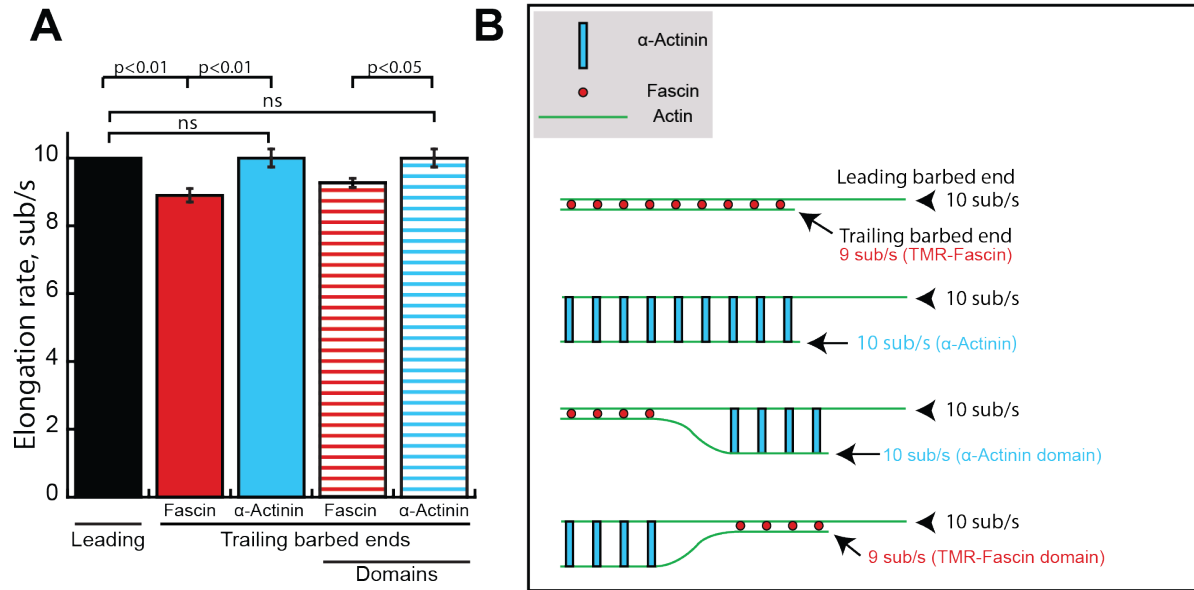 A
p<0.01
p<0.01
p<0.05
ns
ns
Elongation rate, sub/s
10
8
6
4
2
0
Fascin
α-Actinin
Fascin
α-Actinin
Leading
Trailing barbed ends
Domains
B
α-Actinin
Fascin
Actin
Leading barbed end
10 sub/s
Trailing barbed end
9 sub/s (TMR-Fascin)
10 sub/s
10 sub/s (α-Actinin)
10 sub/s
10 sub/s (α-Actinin domain)
10 sub/s
9 sub/s (TMR-Fascin domain)